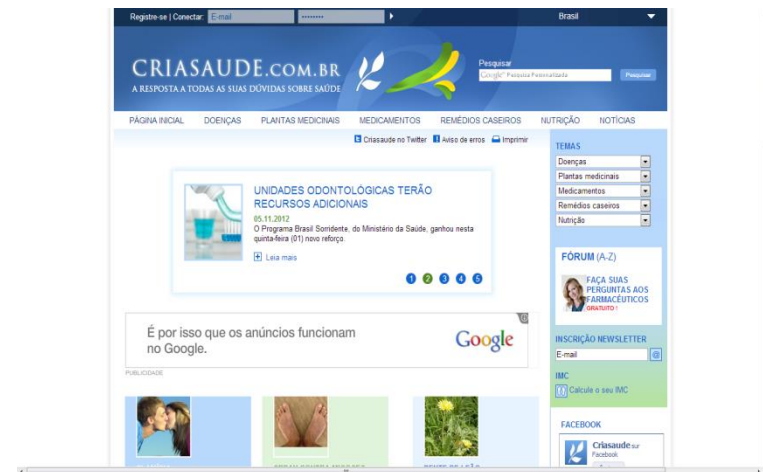 Registre-se | Conectar: E-mail ••••••••
Brasil
CRIASAUDE.COM.BR
A RESPOSTA A TODAS AS SUAS DÚVIDAS SOBRE SAÚDE
Pesquisar
Google™ Pesquisa Personalizada Pesquisar
PÁGINA INICIAL DOENÇAS PLANTAS MEDICINAIS MEDICAMENTOS REMÉDIOS CASEIROS NUTRIÇÃO NOTÍCIAS
Criasaude no Twitter Aviso de erros Imprimir
UNIDADES ODONTOLÓGICAS TERÃO
RECURSOS ADICIONAIS
05.11.2012
O Programa Brasil Sorridente, do Ministério da Saúde, ganhou nesta
quinta-feira (01) novo reforço.
Leia mais
1 2 3 4 5
É por isso que os anúncios funcionam
no Google.
Google
PUBLICIDADE
TEMAS
Doenças
Plantas medicinais
Medicamentos
Remédios caseiros
Nutrição
FÓRUM (A-Z)
FAÇA SUAS
PERGUNTAS AOS
FARMACÊUTICOS
GRATUITO !
INSCRIÇÃO NEWSLETTER
E-mail @
IMC
Calcule o seu IMC
FACEBOOK
Criasaude sur
Facebook